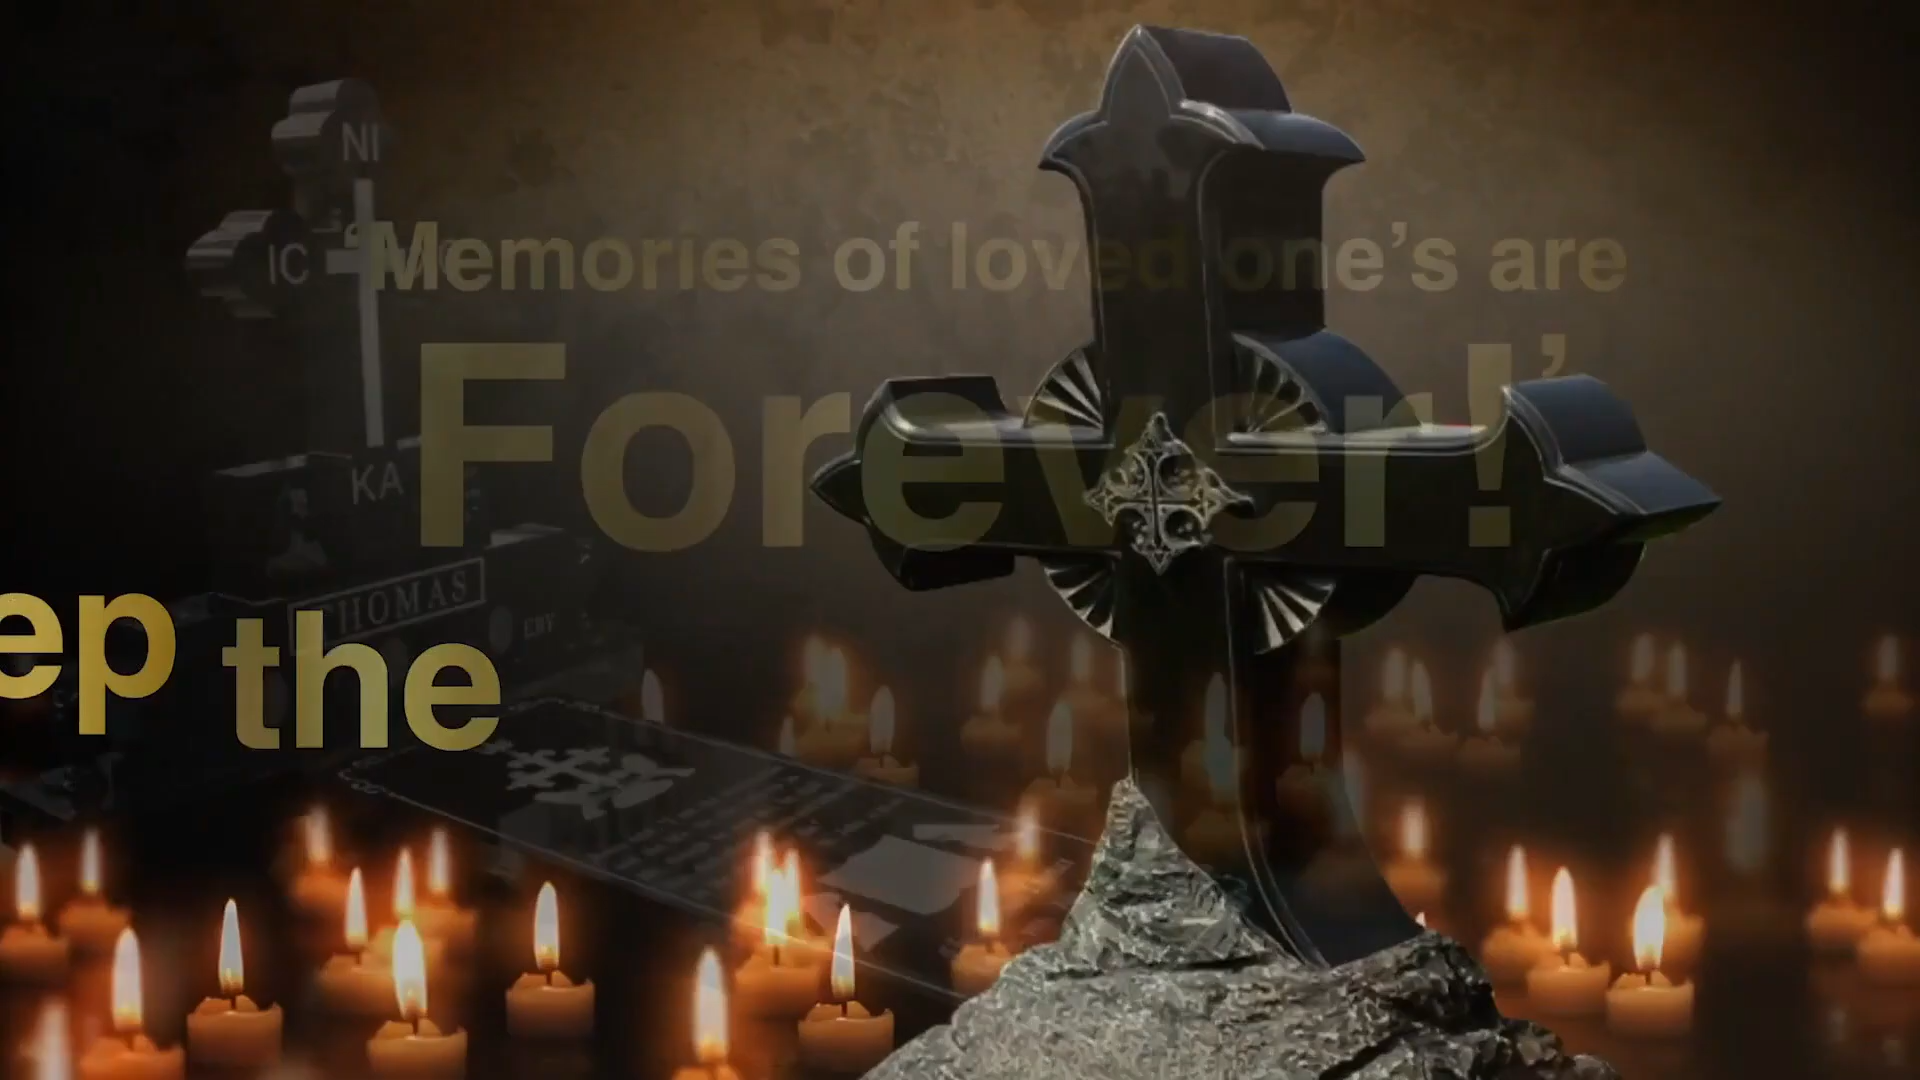 NI
IC
'Memories of loved one's are
Forever!'
KA
THOMAS
ep the